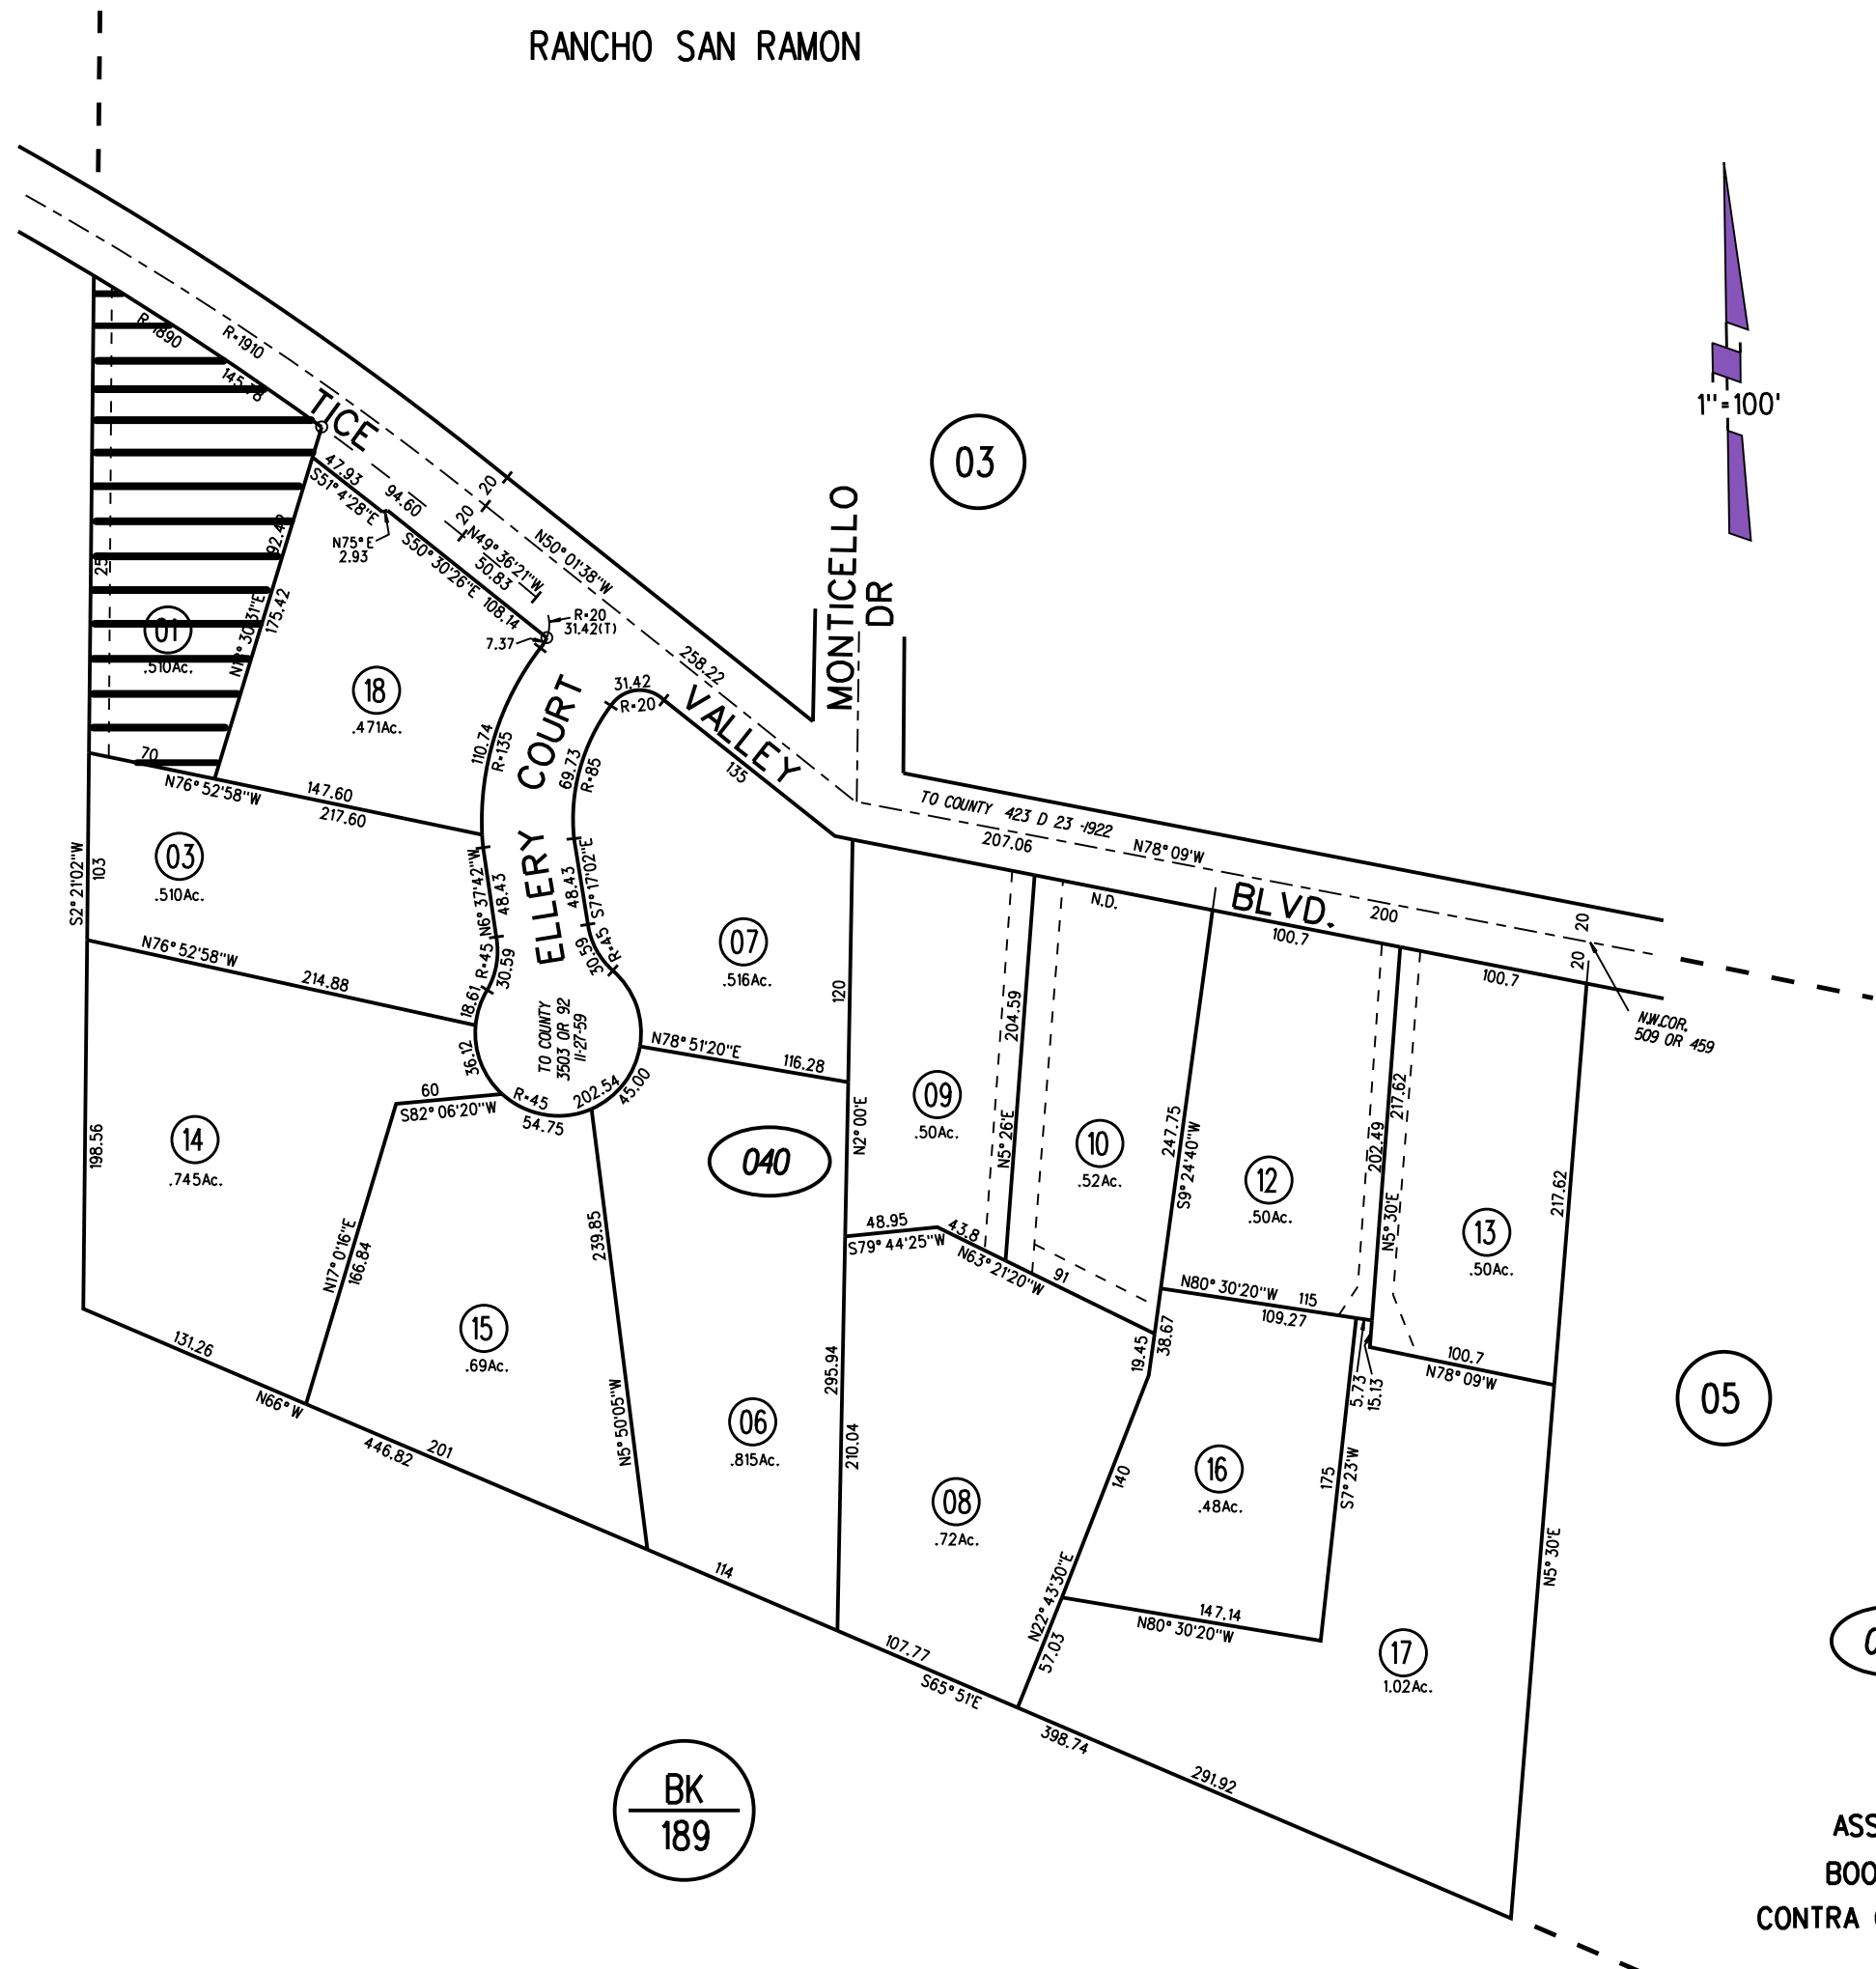 RANCHO SAN RAMON
1"=100'
03
R=1910
145.78
TICE
47.93
S51° 4'28"E
94.60
20
20
N75°E
2.93
S50° 30'26"E 108.14
N49° 36'21"W
50.83
N50° 01'38"W
R=20
31.42(T)
7.37
258.22
MONTICELLO
DR
VALLEY
135
31.42
R=20
92.42
175.42
25
01
.510Ac.
18
.471Ac.
70
N76° 52'58"W
147.60
217.60
110.74
R=135
ELLERY COURT
69.73
R=85
TO COUNTY 423 D 23 -1922
207.06
N78° 09'W
N.D.
BLVD.
200
100.7
100.7
20
20
N.W.COR.
509 OR 459
S2° 21'02"W
103
03
.510Ac.
N6° 37'42"W
48.43
48.43
S7° 17'02"E
R=45
30.59
R=45
30.59
07
.516Ac.
120
N76° 52'58"W
214.88
18.61
36.12
TO COUNTY
3503 OR 92
11-27-59
N78° 51'20"E
116.28
R=45
202.54
45.00
54.75
60
S82° 06'20"W
14
.745Ac.
198.56
N17° 0'16"E
166.84
15
.69Ac.
239.85
N5° 50'05"W
040
N2° 00'E
09
.50Ac.
204.59
N5° 26'E
10
.52Ac.
247.75
S9° 24'40"W
12
.50Ac.
202.49
217.62
N5° 30'E
13
.50Ac.
217.62
48.95
S79° 44'25"W
43.8
N63° 21'20"W
91
N80° 30'20"W
115
109.27
19.45
38.67
5.73
15.13
100.7
N78° 09'W
05
131.26
N66° W
446.82
201
06
.815Ac.
295.94
210.04
114
08
.72Ac.
140
N22° 43'30"E
57.03
16
.48Ac.
175
S7° 23'W
147.14
N80° 30'20"W
N5° 30'E
17
1.02Ac.
107.77
S65° 51'E
398.74
291.92
BK
189
ASS
BOO
CONTRA